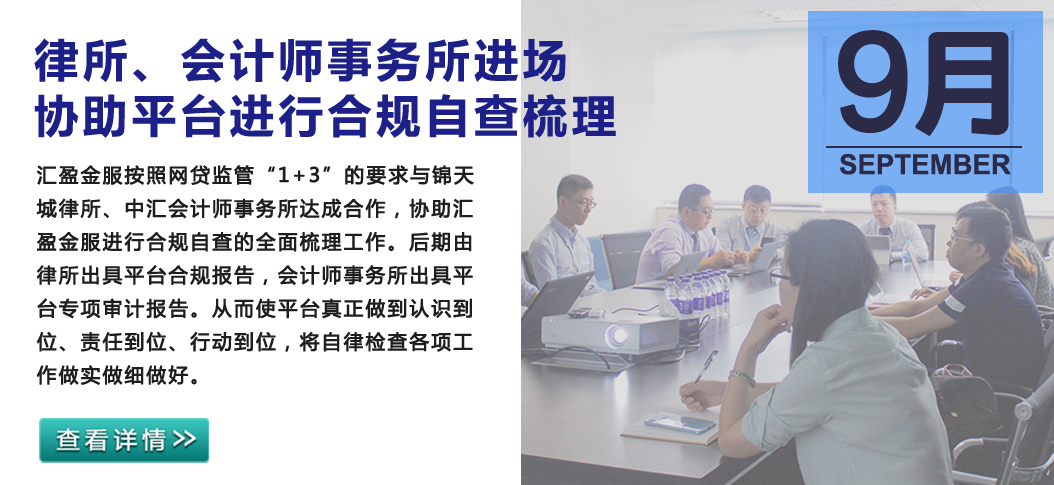 律所、会计师事务所进场
协助平台进行合规自查梳理
汇盈金服按照网贷监管“1+3”的要求与锦天
城律所、中汇会计师事务所达成合作，协助汇
盈金服进行合规自查的全面梳理工作。后期由
律所出具平台合规报告，会计师事务所出具平
台专项审计报告。从而使平台真正做到认识到
位、责任到位、行动到位，将自律检查各项工
作做实做细做好。
查看详情>>
9月
SEPTEMBER